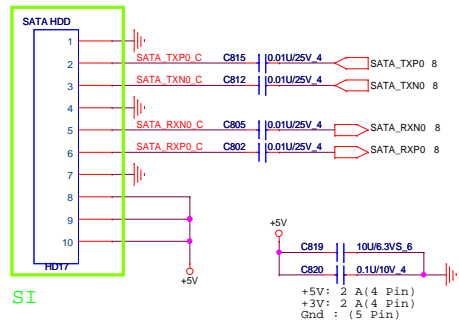 SATA HDD
1
2 SATA_TXP0_C C815 0.01U/25V_4 SATA_TXP0 8
3 SATA_TXN0_C C812 0.01U/25V_4 SATA_TXN0 8
4
5 SATA_RXN0_C C805 0.01U/25V_4 SATA_RXN0 8
6 SATA_RXP0_C C802 0.01U/25V_4 SATA_RXP0 8
7
8
9
10
HD17
SI
+5V
+5V
C819 10U/6.3VS_6
C820 0.1U/10V_4
+5V: 2 A(4 Pin)
+3V: 2 A(4 Pin)
Gnd : (5 Pin)